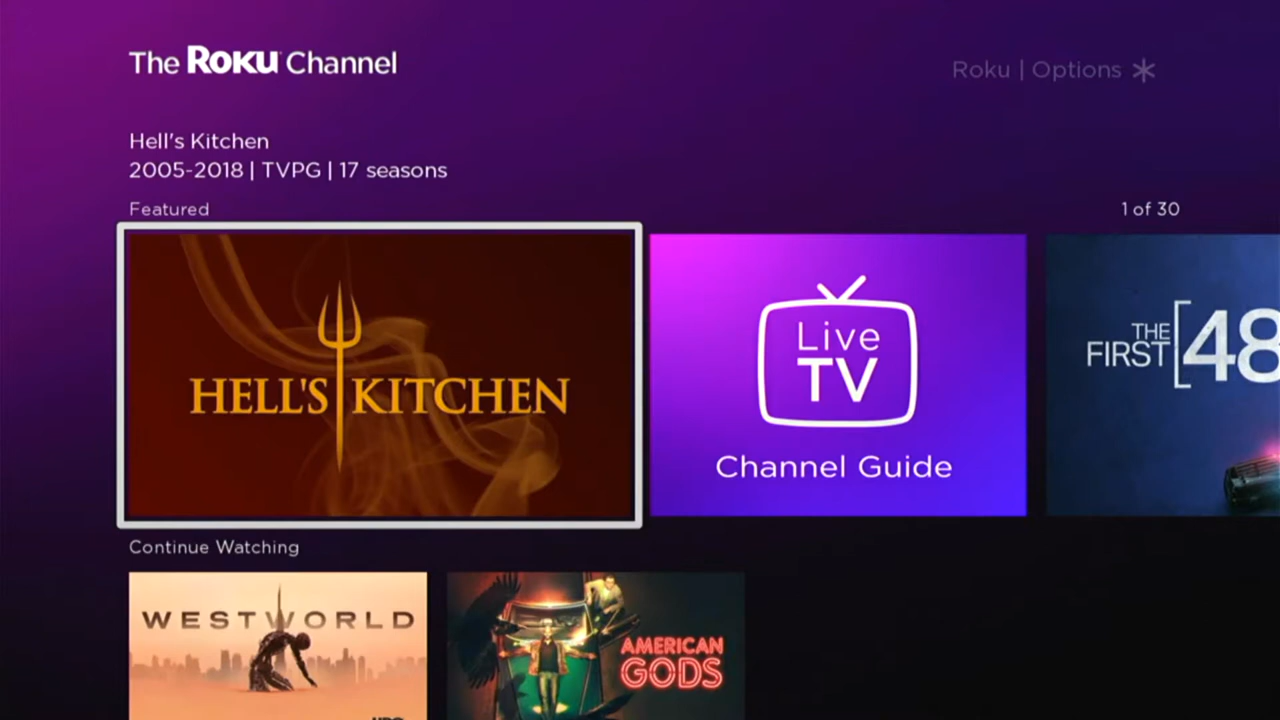 The Roku Channel
Roku | Options
Hell's Kitchen
2005-2018 | TVPG | 17 seasons
Featured
1 of 30
HELL'S KITCHEN
Live
TV
Channel Guide
THE
FIRST [48
Continue Watching
WESTWORLD
AMERICAN
GODS